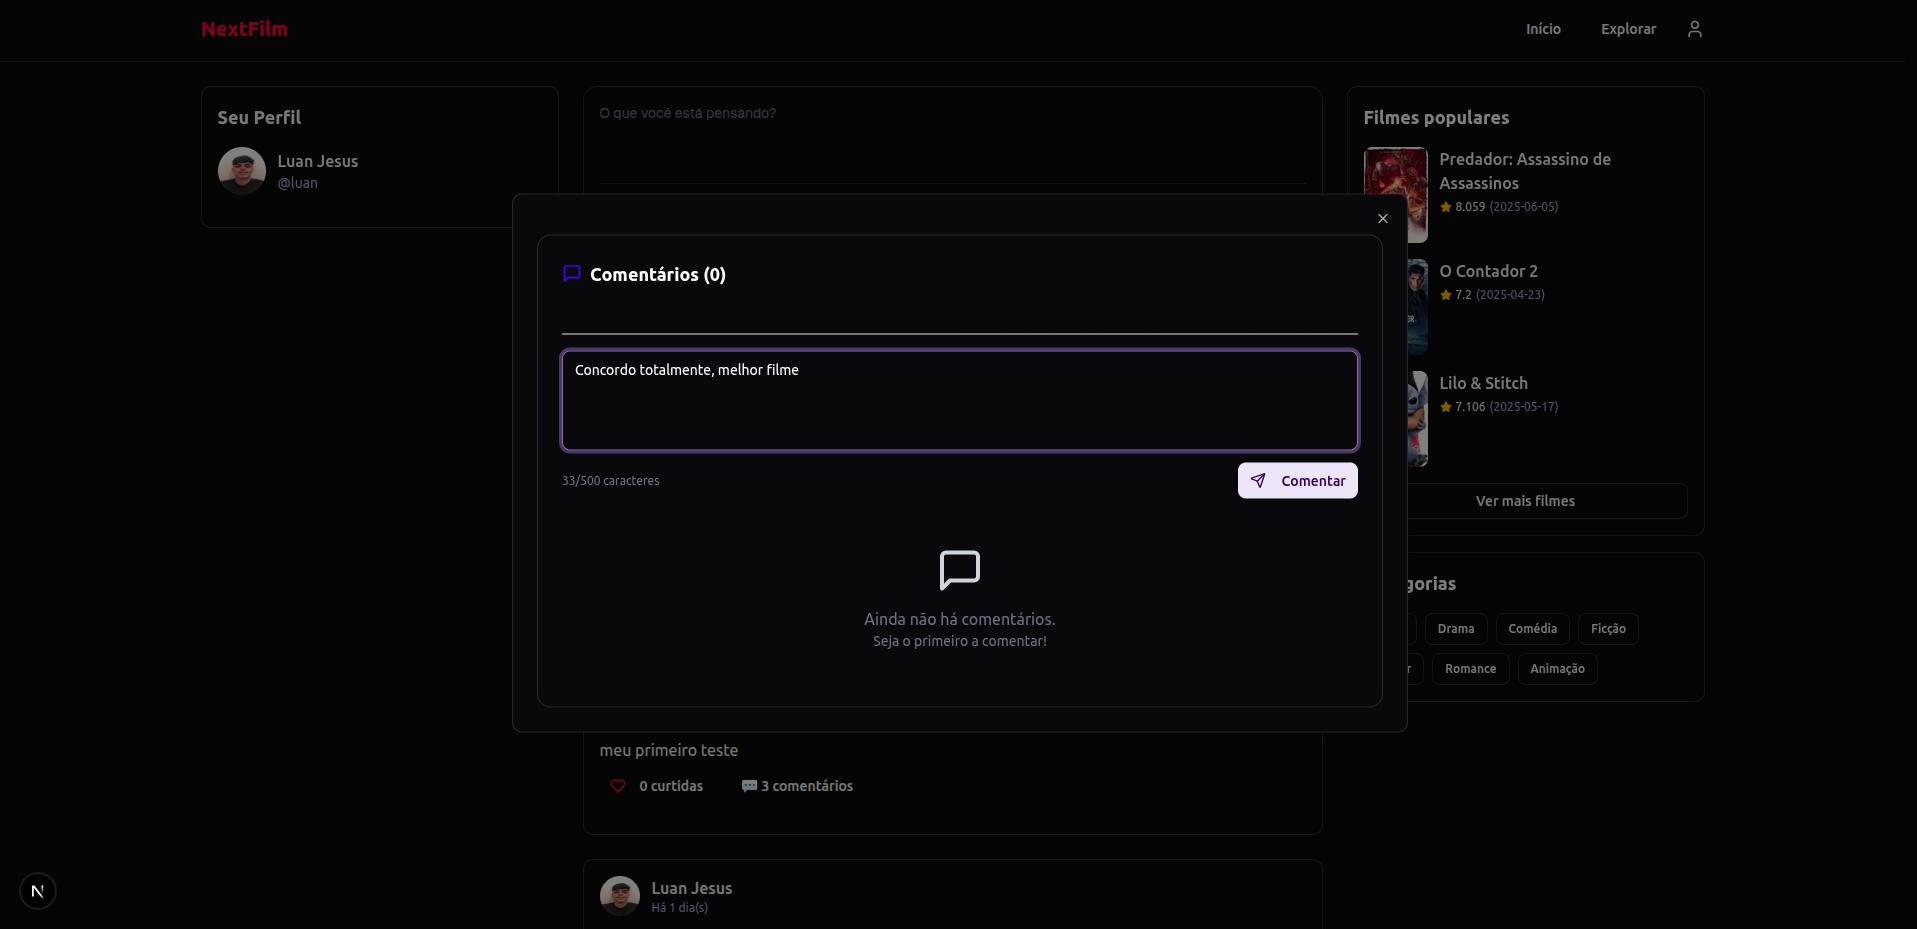 NextFilm
Início
Explorar
Seu Perfil
Luan Jesus
@luan
O que você está pensando?
Filmes populares
Predador: Assassino de
Assassinos
8.059 (2025-06-05)
O Contador 2
7.2 (2025-04-23)
Lilo & Stitch
7.106 (2025-05-17)
Ver mais filmes
gorias
Drama
Comédia
Ficção
r
Romance
Animação
Comentários (0)
Concordo totalmente, melhor filme
33/500 caracteres
Comentar
Ainda não há comentários.
Seja o primeiro a comentar!
meu primeiro teste
0 curtidas
3 comentários
Luan Jesus
Há 1 dia(s)
N